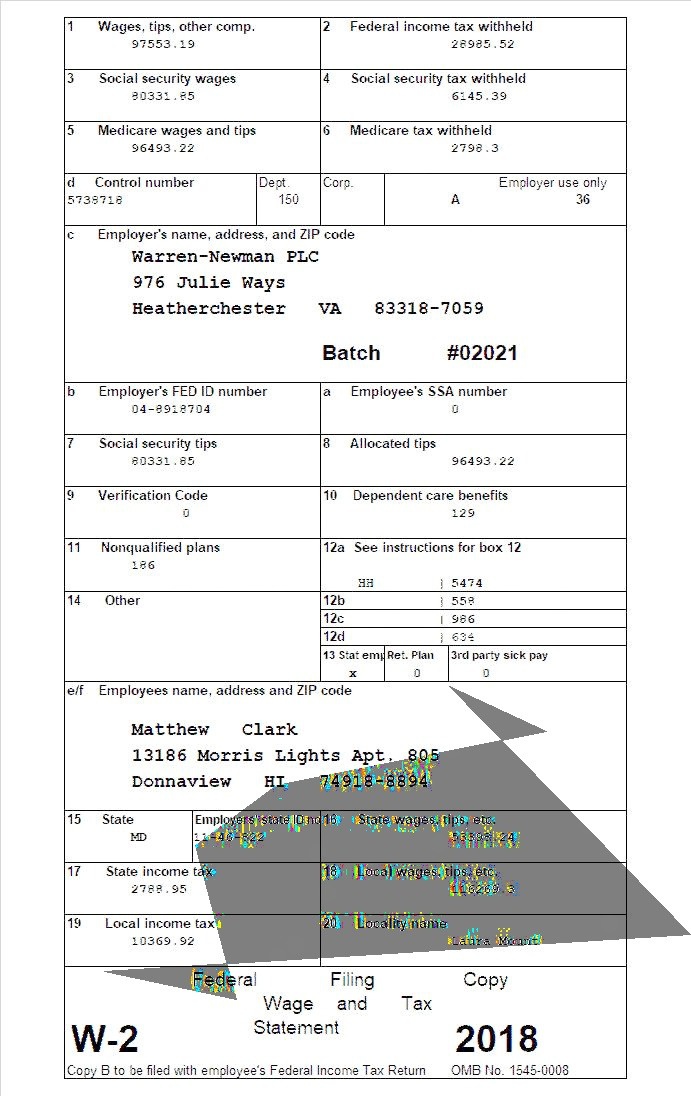 1 Wages, tips, other comp. 2 Federal income tax withheld
97553.19 28985.52
3 Social security wages 4 Social security tax withheld
80331.85 6145.39
5 Medicare wages and tips 6 Medicare tax withheld
96493.22 2798.3
d Control number Dept. Corp. Employer use only
5738718 150 A 36
c Employer's name, address, and ZIP code
Warren-Newman PLC
976 Julie Ways
Heatherchester VA 83318-7059
Batch #02021
b Employer's FED ID number a Employee's SSA number
04-8918704 0
7 Social security tips 8 Allocated tips
80331.85 96493.22
9 Verification Code 10 Dependent care benefits
0 129
11 Nonqualified plans 12a See instructions for box 12
186
HH 5474
14 Other 12b 558
12c 986
12d 634
13 Stat emp Ret. Plan 3rd party sick pay
x 0 0
e/f Employees name, address and ZIP code
Matthew Clark
13186 Morris Lights Apt. 805
Donnaview HI 74918-8894
15 State Employers' state ID no 16 State wages, tips, etc.
MD
17 State income tax 18 Local wages, tips, etc.
2788.95
19 Local income tax 20 Locality name
10369.92
Federal Filing Copy
Wage and Tax
Statement
W-2 2018
Copy B to be filed with employee's Federal Income Tax Return OMB No. 1545-0008